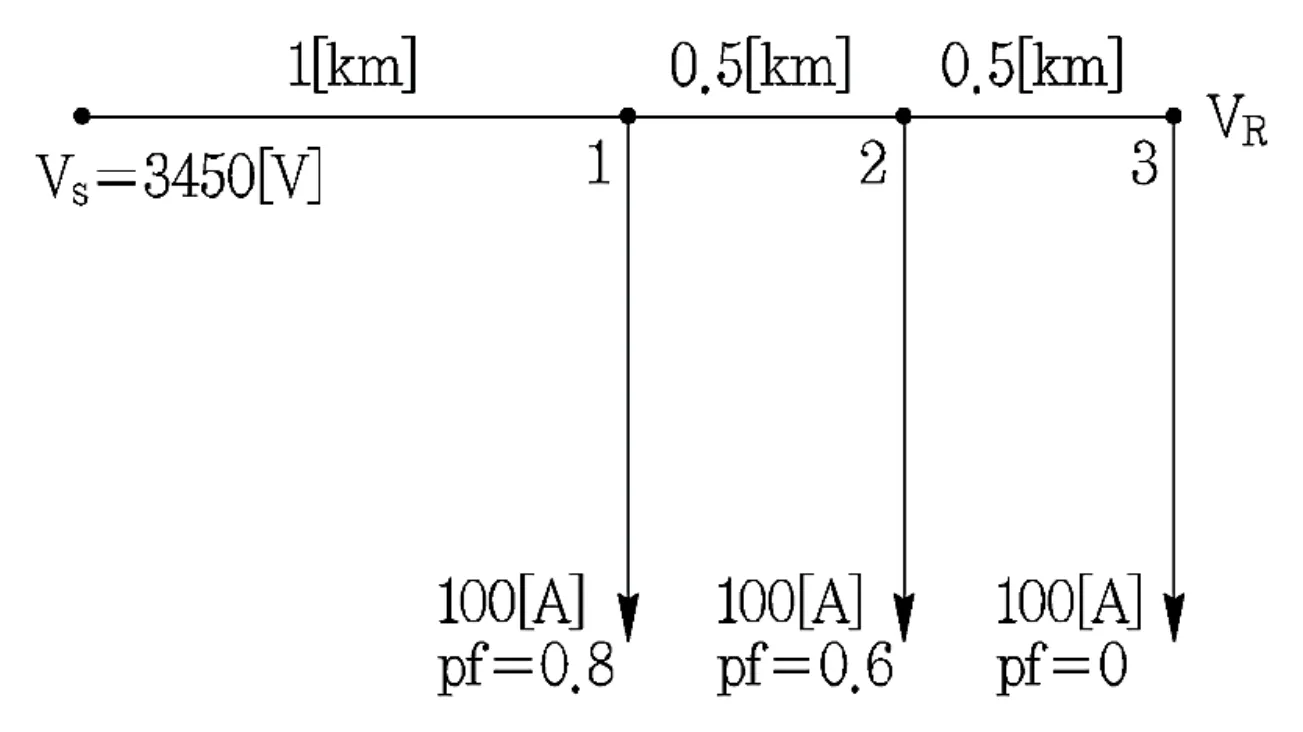 1[km]
0.5[km]
0.5[km]
V_R
V_s=3450[V]
1
2
3
100[A]
pf=0.8
100[A]
pf=0.6
100[A]
pf=0